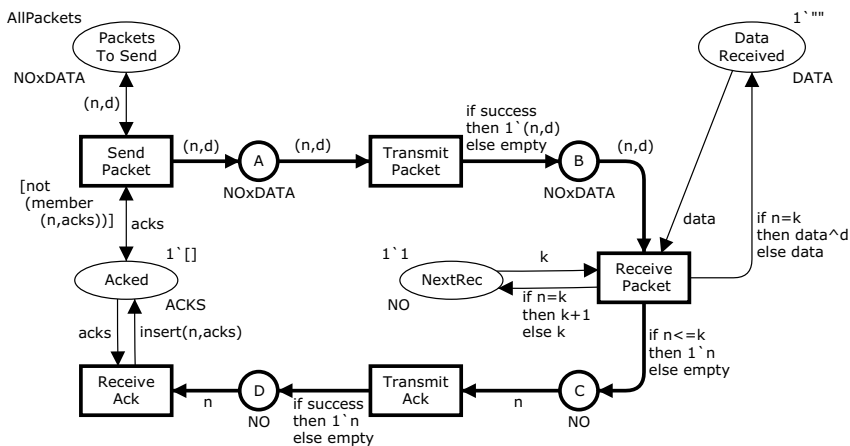 AllPackets
Packets
To Send
NOxDATA
1`""
Data
Received
DATA
(n,d)
Send
Packet
(n,d)
A
NOxDATA
(n,d)
Transmit
Packet
if success
then 1`(n,d)
else empty
B
NOxDATA
(n,d)
[not
(member
(n,acks))]
acks
data
if n=k
then data^d
else data
1`[]
Acked
ACKS
1`1
NextRec
NO
k
if n=k
then k+1
else k
Receive
Packet
acks
insert(n,acks)
if n<=k
then 1`n
else empty
Receive
Ack
n
D
NO
if success
then 1`n
else empty
Transmit
Ack
n
C
NO